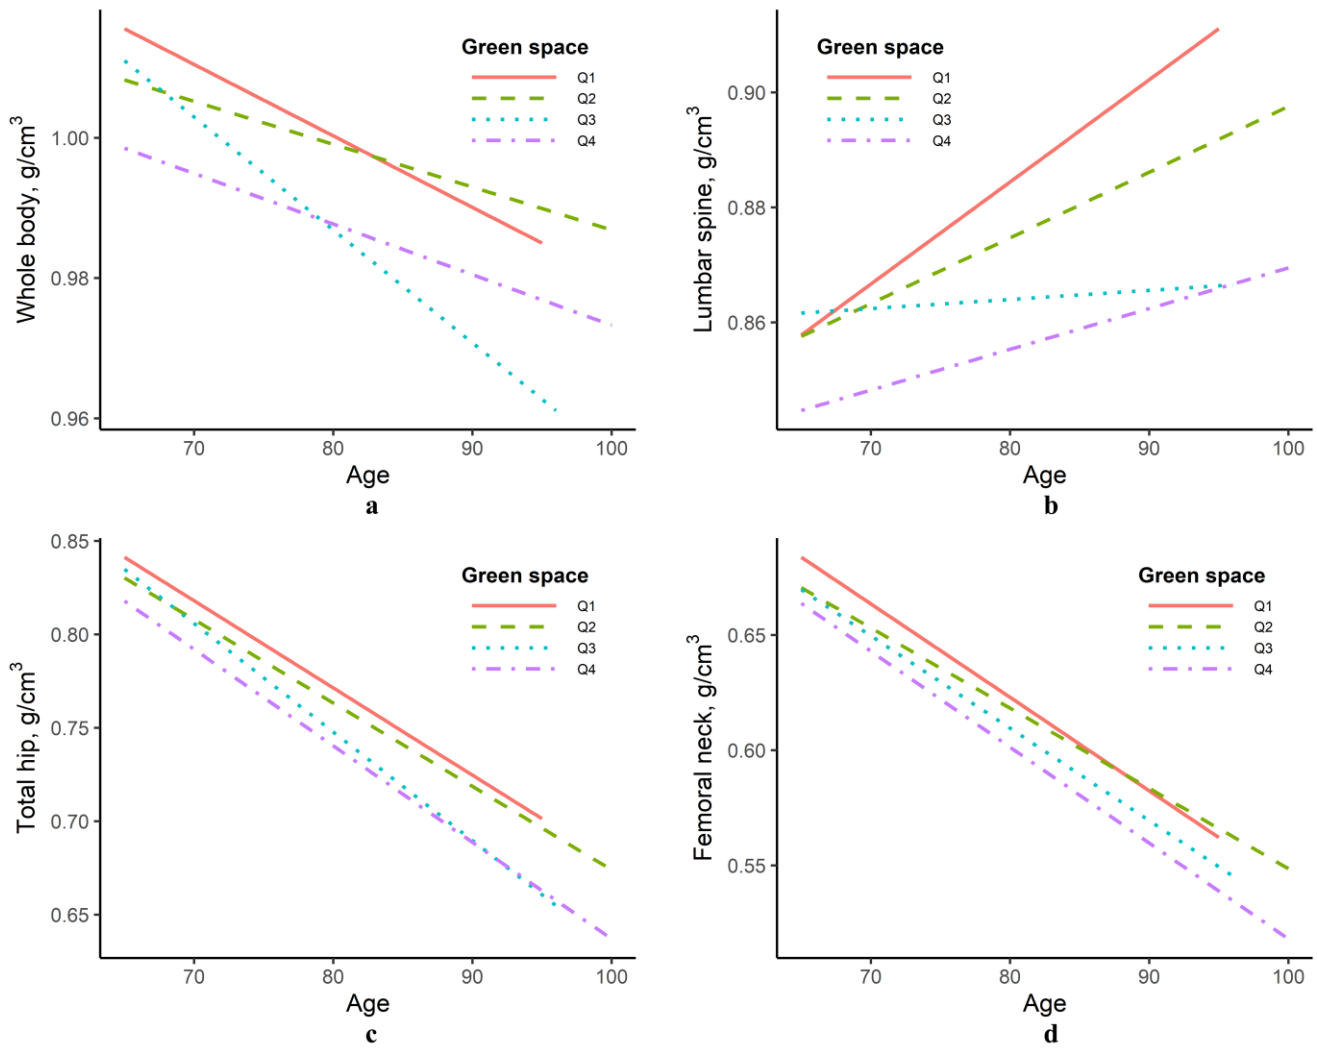 Green space
Q1
Q2
Q3
Q4
Whole body, g/cm³
1.00
0.98
0.96
70 80 90 100
Age
a
Green space
Q1
Q2
Q3
Q4
Lumbar spine, g/cm³
0.90
0.88
0.86
70 80 90 100
Age
b
Green space
Q1
Q2
Q3
Q4
Total hip, g/cm³
0.85
0.80
0.75
0.70
0.65
70 80 90 100
Age
c
Green space
Q1
Q2
Q3
Q4
Femoral neck, g/cm³
0.65
0.60
0.55
70 80 90 100
Age
d